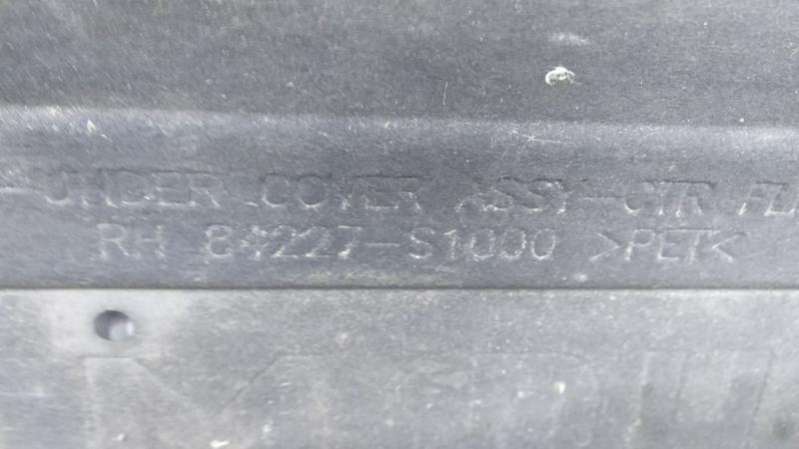 UNDER COVER ASSY-CTR FL
RH 84227-S1000 >PET<